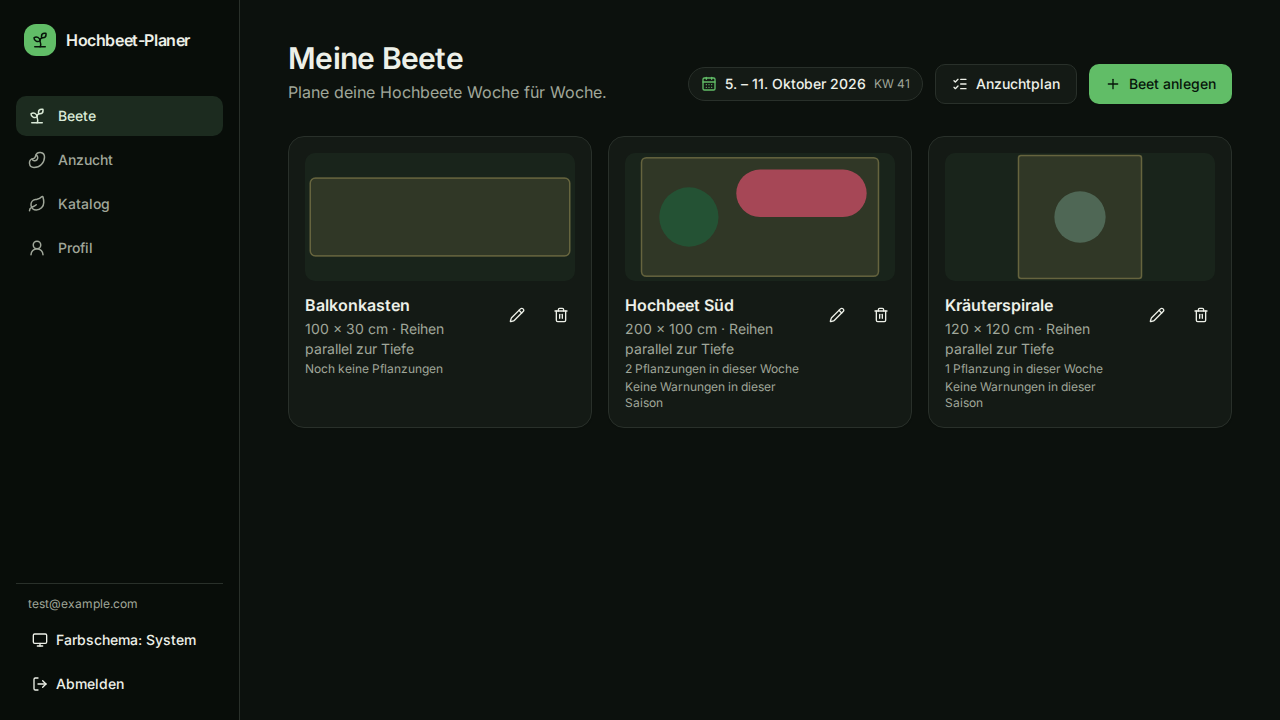 Hochbeet-Planer
Beete
Anzucht
Katalog
Profil
test@example.com
Farbschema: System
Abmelden
Meine Beete
Plane deine Hochbeete Woche für Woche.
5. – 11. Oktober 2026 KW 41
Anzuchtplan
Beet anlegen
Balkonkasten
100 × 30 cm · Reihen
parallel zur Tiefe
Noch keine Pflanzungen
Hochbeet Süd
200 × 100 cm · Reihen
parallel zur Tiefe
2 Pflanzungen in dieser Woche
Keine Warnungen in dieser
Saison
Kräuterspirale
120 × 120 cm · Reihen
parallel zur Tiefe
1 Pflanzung in dieser Woche
Keine Warnungen in dieser
Saison